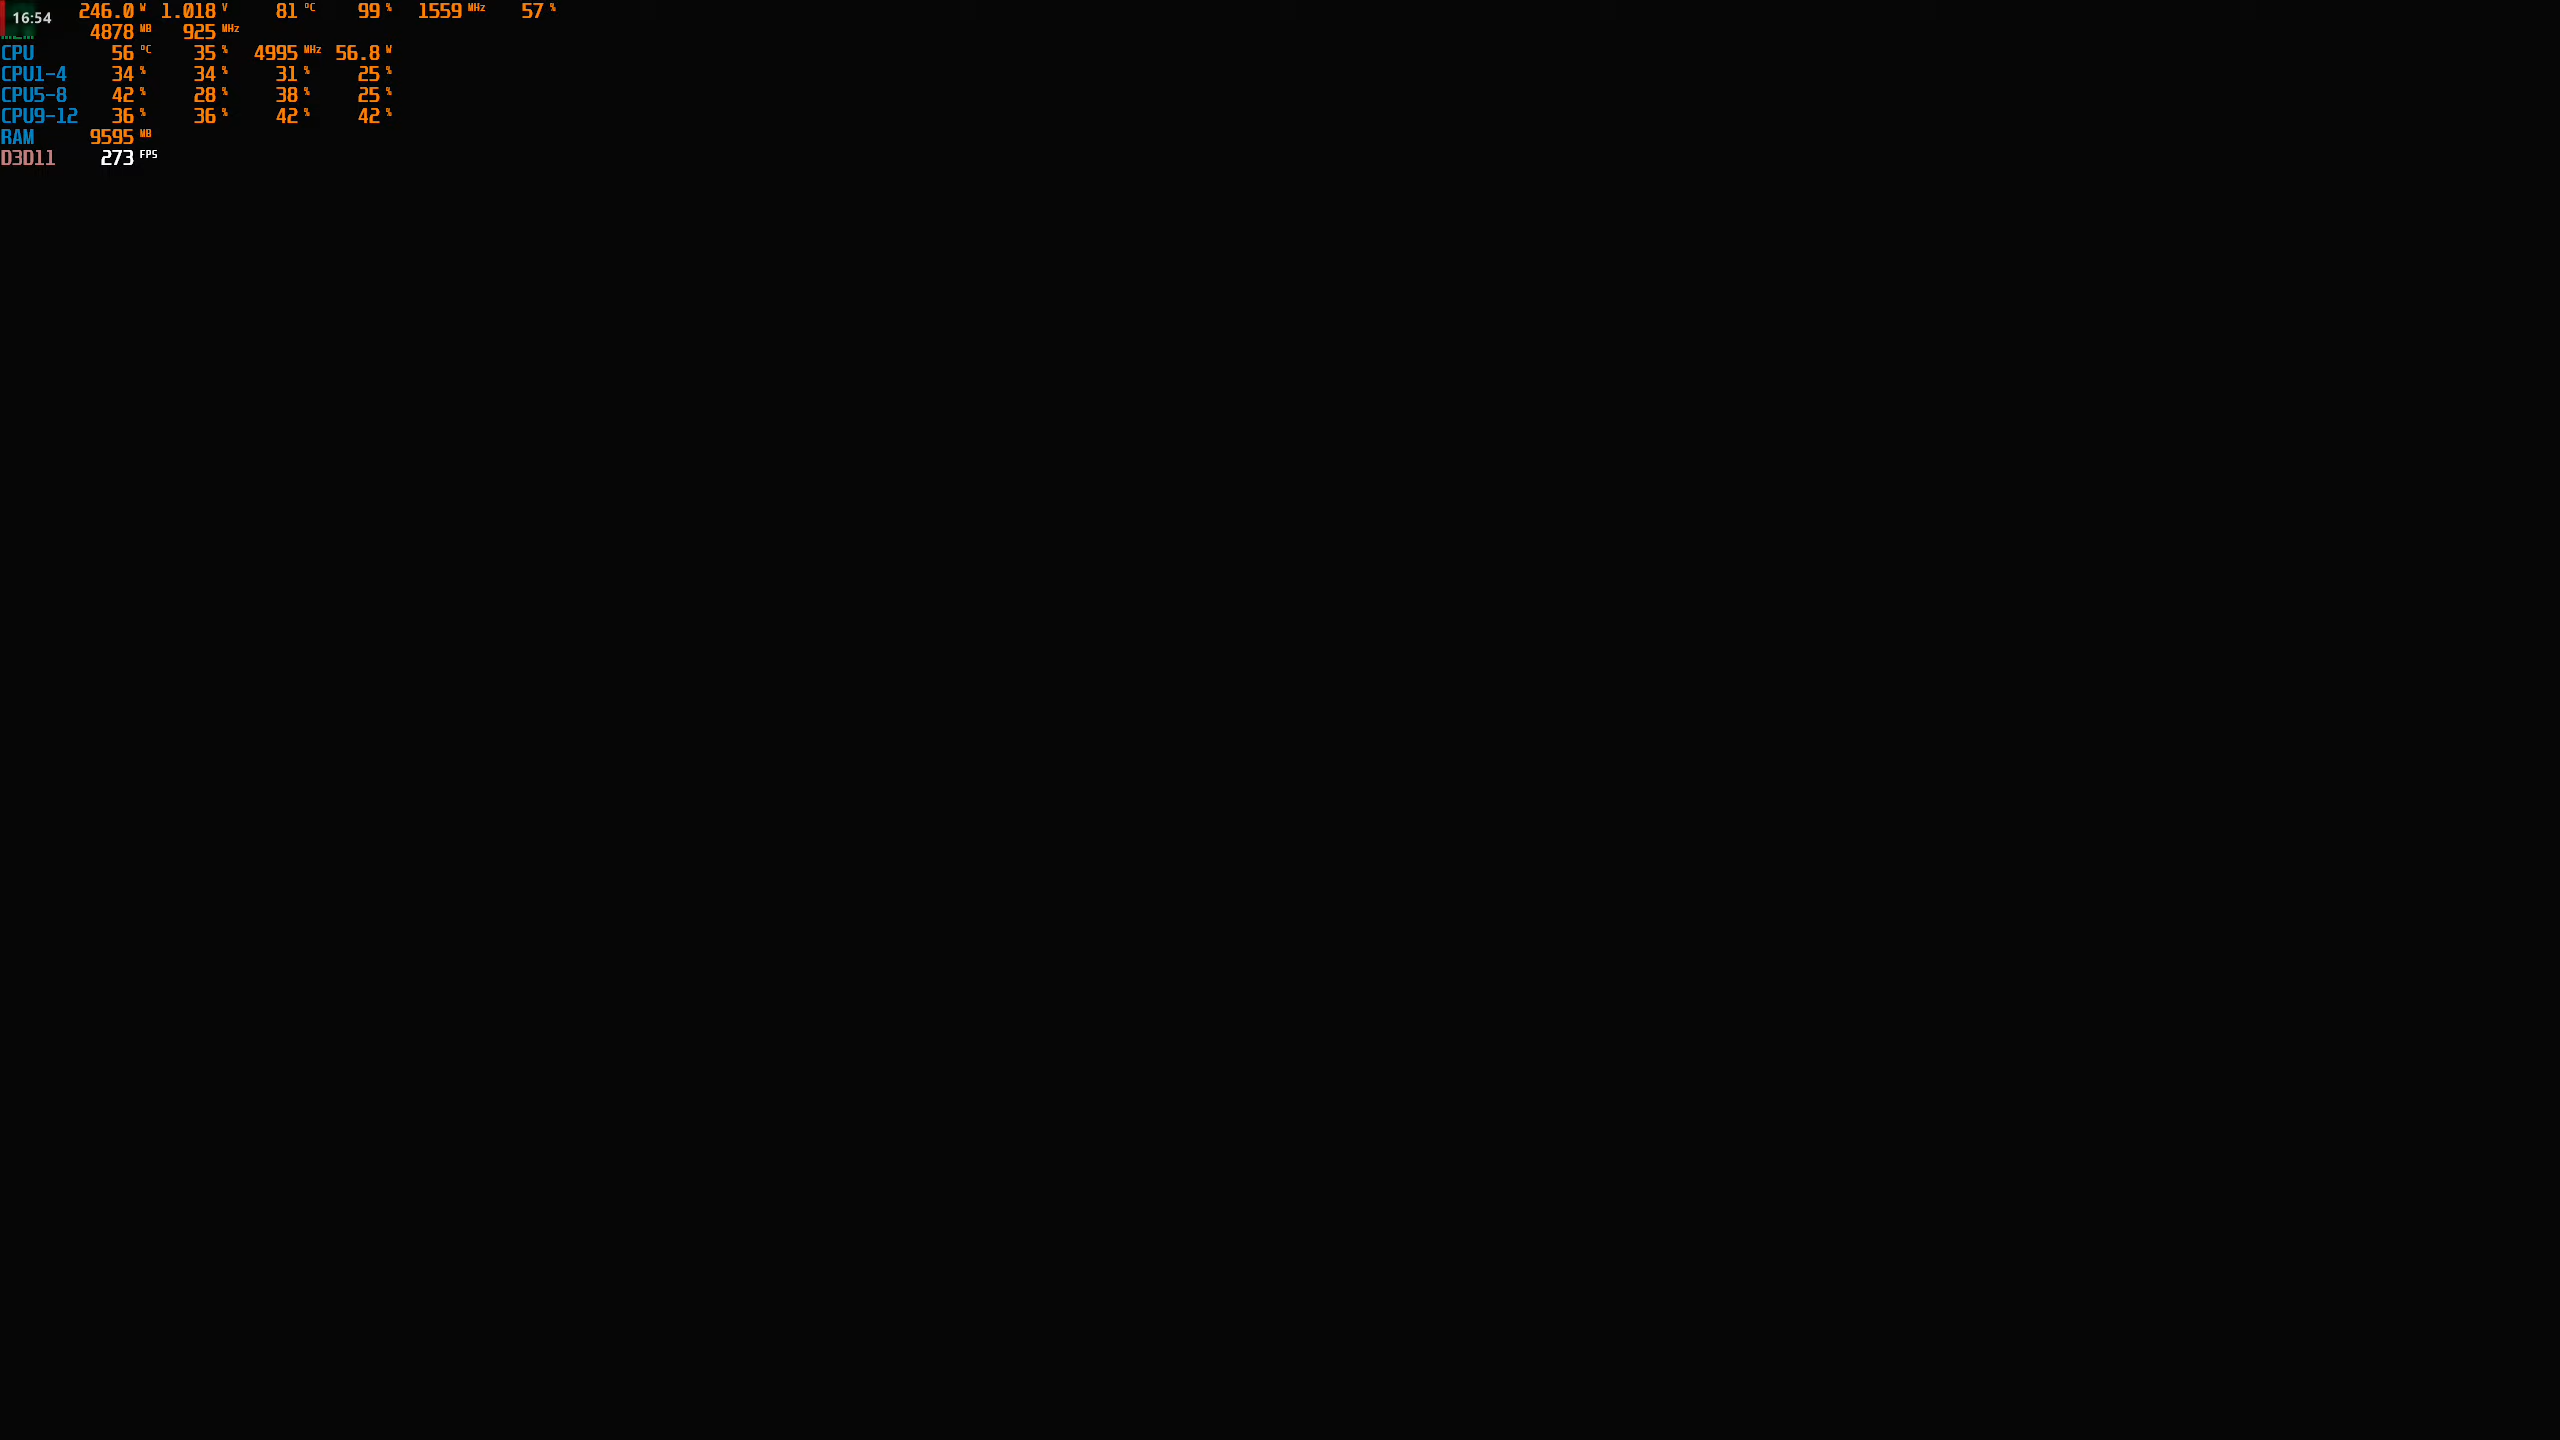 16:54 246.0 W 1.018 V 81 °C 99 % 1559 MHz 57 %
4878 MB 925 MHz
CPU 56 °C 35 % 4995 MHz 56.8 W
CPU1-4 34 % 34 % 31 % 25 %
CPU5-8 42 % 28 % 38 % 25 %
CPU9-12 36 % 36 % 42 % 42 %
RAM 9595 MB
D3D11 273 FPS